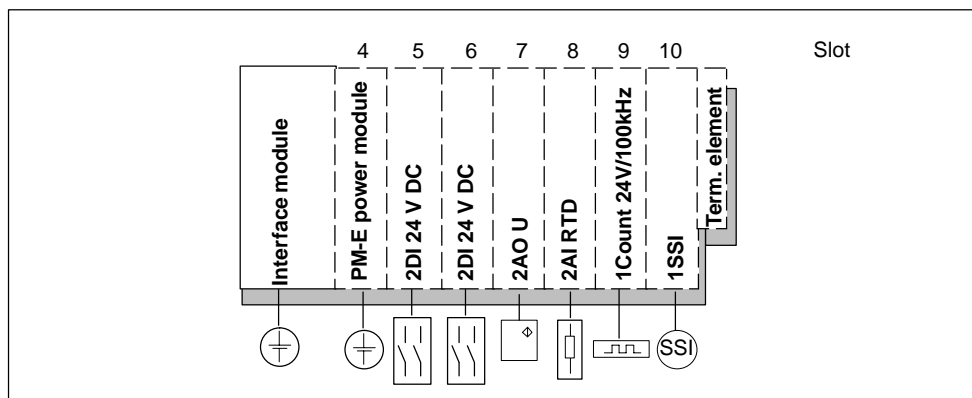 4 5 6 7 8 9 10 Slot
Interface module
PM-E power module
2DI 24 V DC
2DI 24 V DC
2AO U
2AI RTD
1Count 24V/100kHz
1SSI
Term. element
SSI